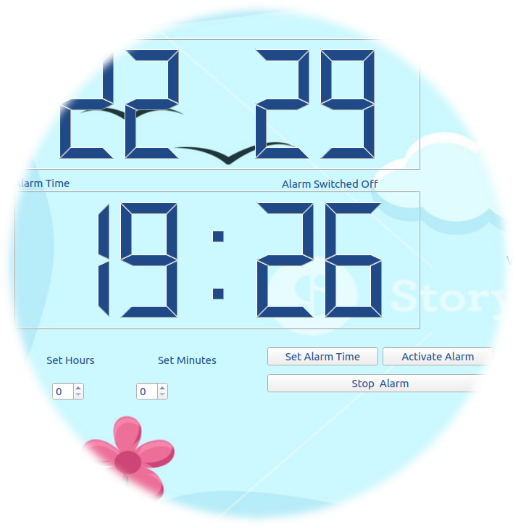 22 29
Alarm Time
Alarm Switched Off
19:26
Story
Set Hours
Set Minutes
Set Alarm Time
Activate Alarm
0
0
Stop Alarm